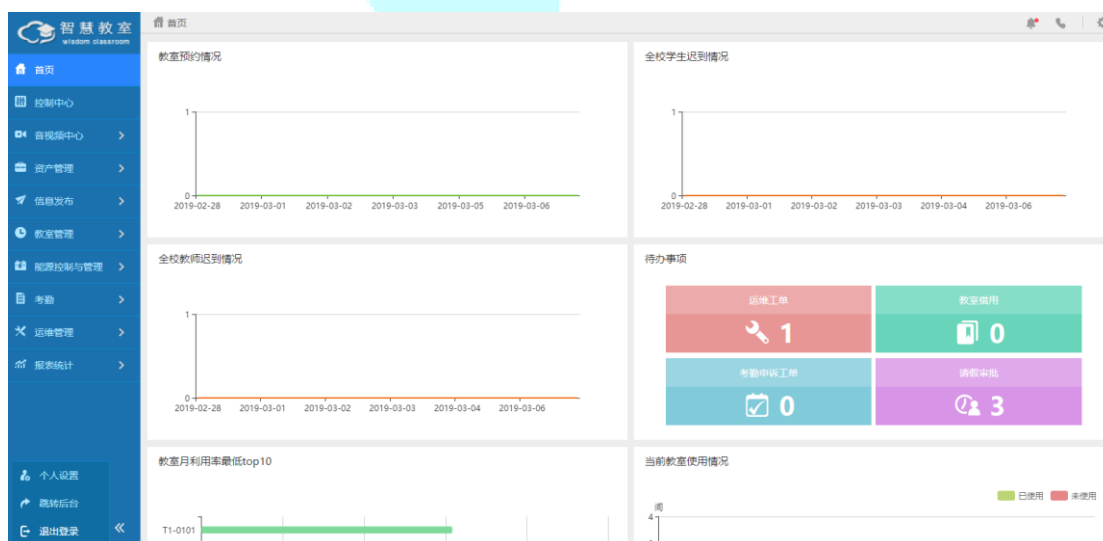 智慧教室
wisdom classroom
首页
控制中心
音视频中心
资产管理
信息发布
教室管理
能源控制与管理
考勤
运维管理
报表统计
个人设置
跳转后台
退出登录
首页
教室预约情况
1
0
2019-02-28 2019-03-01 2019-03-02 2019-03-03 2019-03-05 2019-03-06
全校学生迟到情况
1
0
2019-02-28 2019-03-01 2019-03-02 2019-03-03 2019-03-04 2019-03-06
全校教师迟到情况
1
0
2019-02-28 2019-03-01 2019-03-02 2019-03-03 2019-03-04 2019-03-06
待办事项
运维工单
1
教室借用
0
考勤申诉工单
0
请假审批
3
教室月利用率最低top10
T1-0101
当前教室使用情况
已使用 未使用
间
4